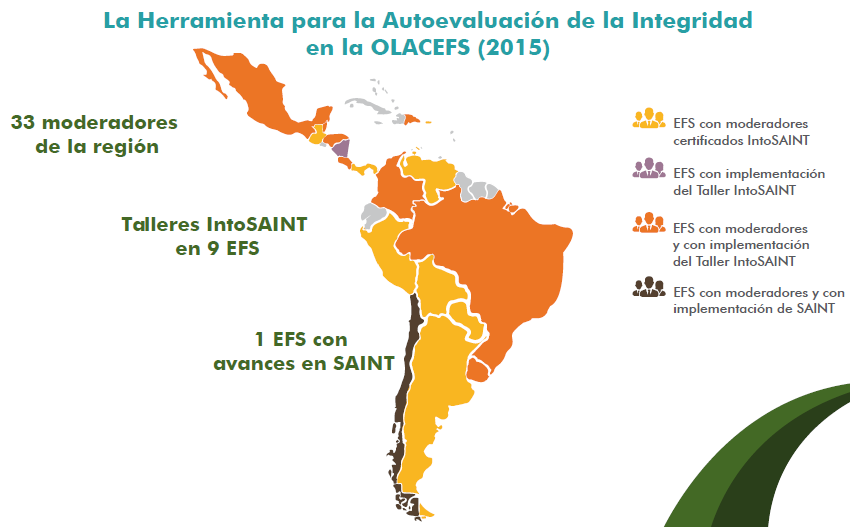 La Herramienta para la Autoevaluación de la Integridad
en la OLACEFS (2015)
33 moderadores
de la región
Talleres IntoSAINT
en 9 EFS
1 EFS con
avances en SAINT
EFS con moderadores
certificados IntoSAINT
EFS con implementación
del Taller IntoSAINT
EFS con moderadores
y con implementación
del Taller IntoSAINT
EFS con moderadores y con
implementación de SAINT